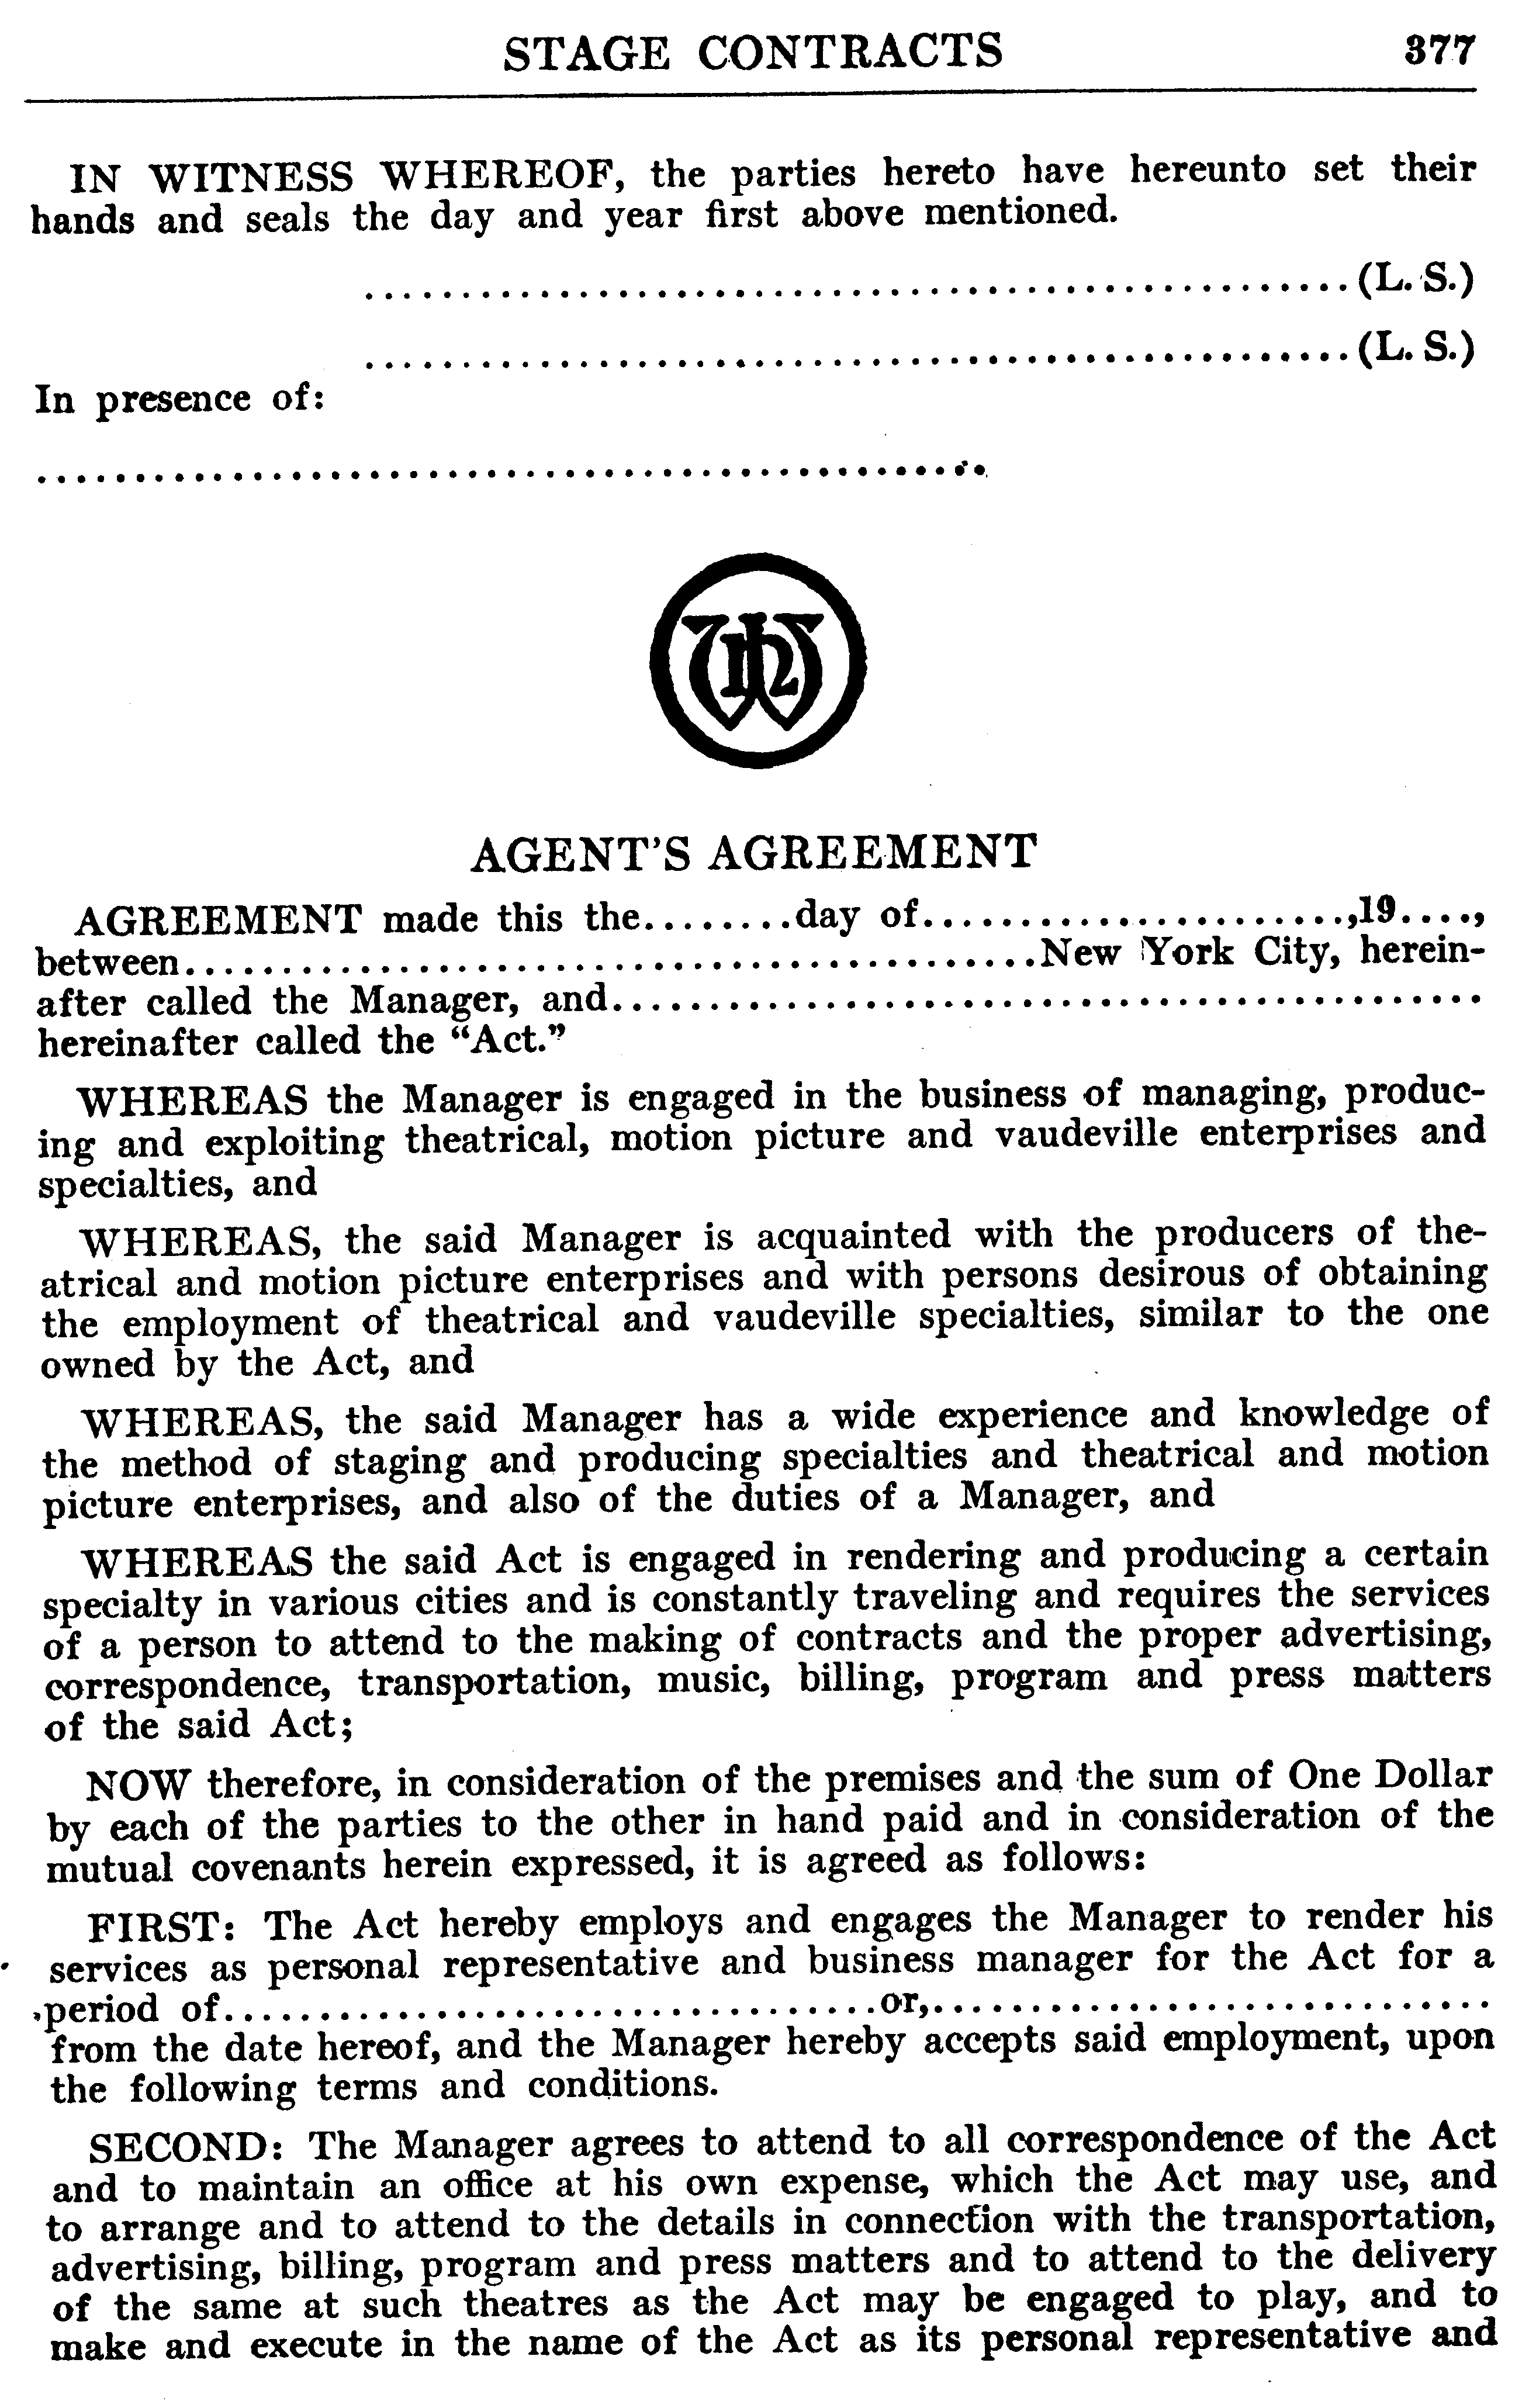 STAGE CONTRACTS 377
IN WITNESS WHEREOF, the parties hereto have hereunto set their
hands and seals the day and year first above mentioned.
..................................................(L. S.)
..................................................(L. S.)
In presence of:
.................................................
AGENT'S AGREEMENT
AGREEMENT made this the........day of......................,19....,
between...........................................New York City, herein-
after called the Manager, and.............................................
hereinafter called the “Act.”
WHEREAS the Manager is engaged in the business of managing, produc-
ing and exploiting theatrical, motion picture and vaudeville enterprises and
specialties, and
WHEREAS, the said Manager is acquainted with the producers of the-
atrical and motion picture enterprises and with persons desirous of obtaining
the employment of theatrical and vaudeville specialties, similar to the one
owned by the Act, and
WHEREAS, the said Manager has a wide experience and knowledge of
the method of staging and producing specialties and theatrical and motion
picture enterprises, and also of the duties of a Manager, and
WHEREAS the said Act is engaged in rendering and producing a certain
specialty in various cities and is constantly traveling and requires the services
of a person to attend to the making of contracts and the proper advertising,
correspondence, transportation, music, billing, program and press matters
of the said Act;
NOW therefore, in consideration of the premises and the sum of One Dollar
by each of the parties to the other in hand paid and in consideration of the
mutual covenants herein expressed, it is agreed as follows:
FIRST: The Act hereby employs and engages the Manager to render his
services as personal representative and business manager for the Act for a
period of..................................or,.............................
from the date hereof, and the Manager hereby accepts said employment, upon
the following terms and conditions.
SECOND: The Manager agrees to attend to all correspondence of the Act
and to maintain an office at his own expense, which the Act may use, and
to arrange and to attend to the details in connection with the transportation,
advertising, billing, program and press matters and to attend to the delivery
of the same at such theatres as the Act may be engaged to play, and to
make and execute in the name of the Act as its personal representative and